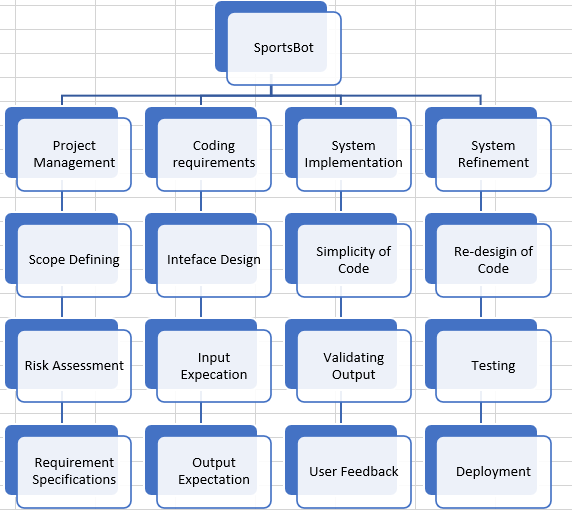 SportsBot
Project
Management
Coding
requirements
System
Implementation
System
Refinement
Scope Defining
Inteface Design
Simplicity of
Code
Re-desigin of
Code
Risk Assessment
Input
Expecation
Validating
Output
Testing
Requirement
Specifications
Output
Expectation
User Feedback
Deployment